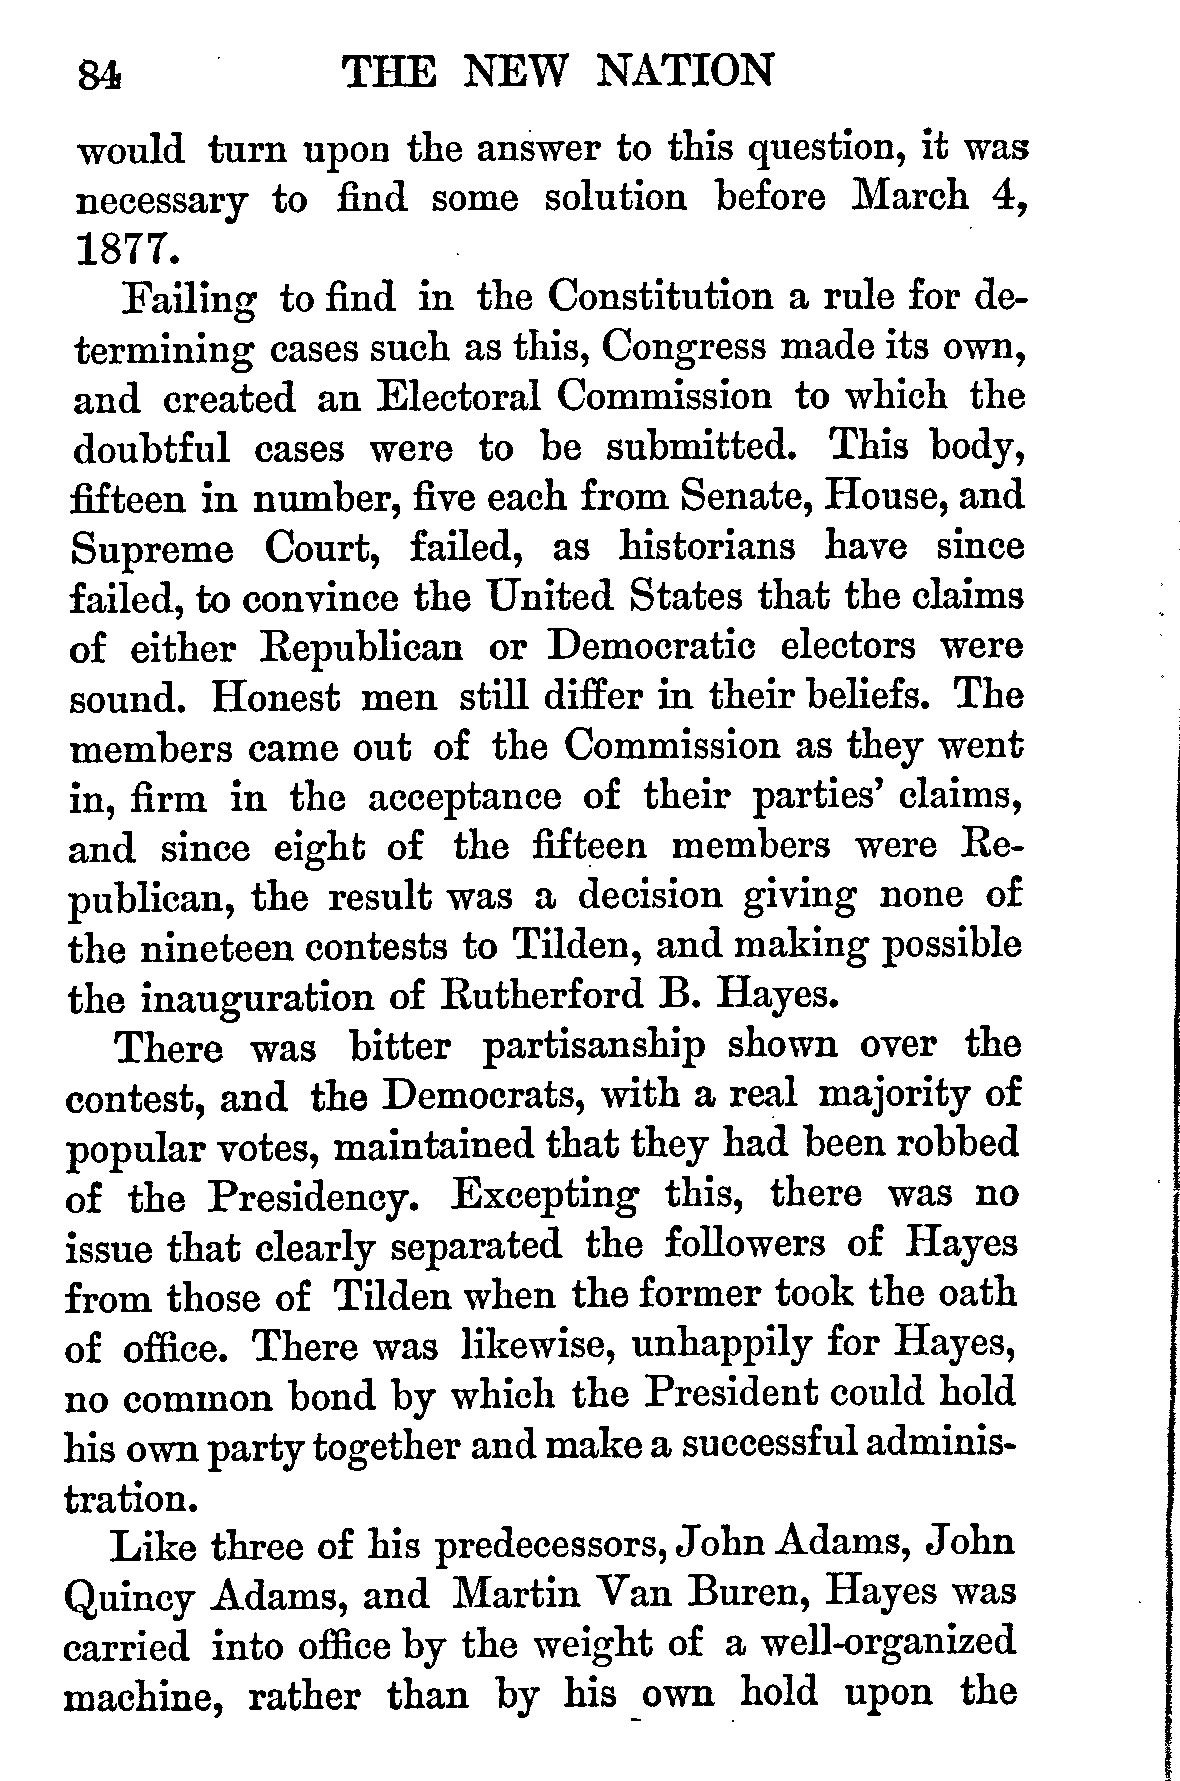 84 THE NEW NATION
would turn upon the answer to this question, it was
necessary to find some solution before March 4,
1877.
Failing to find in the Constitution a rule for de-
termining cases such as this, Congress made its own,
and created an Electoral Commission to which the
doubtful cases were to be submitted. This body,
fifteen in number, five each from Senate, House, and
Supreme Court, failed, as historians have since
failed, to convince the United States that the claims
of either Republican or Democratic electors were
sound. Honest men still differ in their beliefs. The
members came out of the Commission as they went
in, firm in the acceptance of their parties’ claims,
and since eight of the fifteen members were Re-
publican, the result was a decision giving none of
the nineteen contests to Tilden, and making possible
the inauguration of Rutherford B. Hayes.
There was bitter partisanship shown over the
contest, and the Democrats, with a real majority of
popular votes, maintained that they had been robbed
of the Presidency. Excepting this, there was no
issue that clearly separated the followers of Hayes
from those of Tilden when the former took the oath
of office. There was likewise, unhappily for Hayes,
no common bond by which the President could hold
his own party together and make a successful adminis-
tration.
Like three of his predecessors, John Adams, John
Quincy Adams, and Martin Van Buren, Hayes was
carried into office by the weight of a well-organized
machine, rather than by his own hold upon the